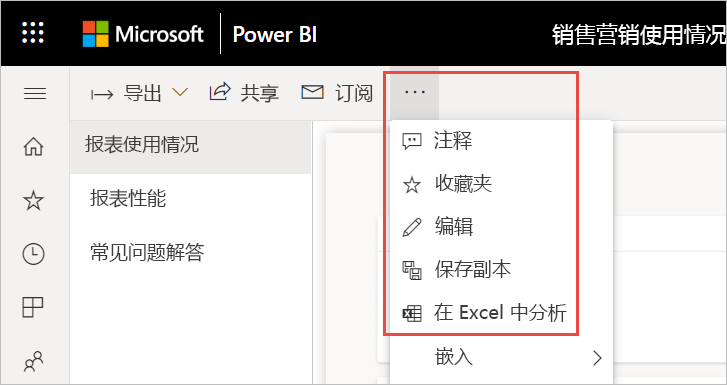 Microsoft Power BI 销售营销使用情况
导出 共享 订阅 ...
报表使用情况
报表性能
常见问题解答
注释
收藏夹
编辑
保存副本
在 Excel 中分析
嵌入